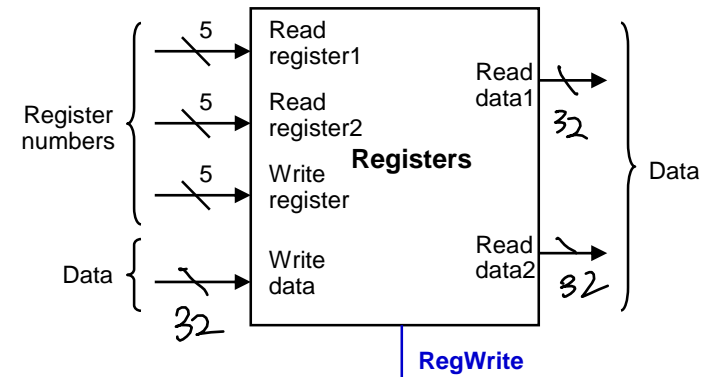 5
Read
register1
5
Read
register2
Register
numbers
5
Write
register
Registers
Data
Write
data
32
Read
data1
32
Data
Read
data2
32
RegWrite